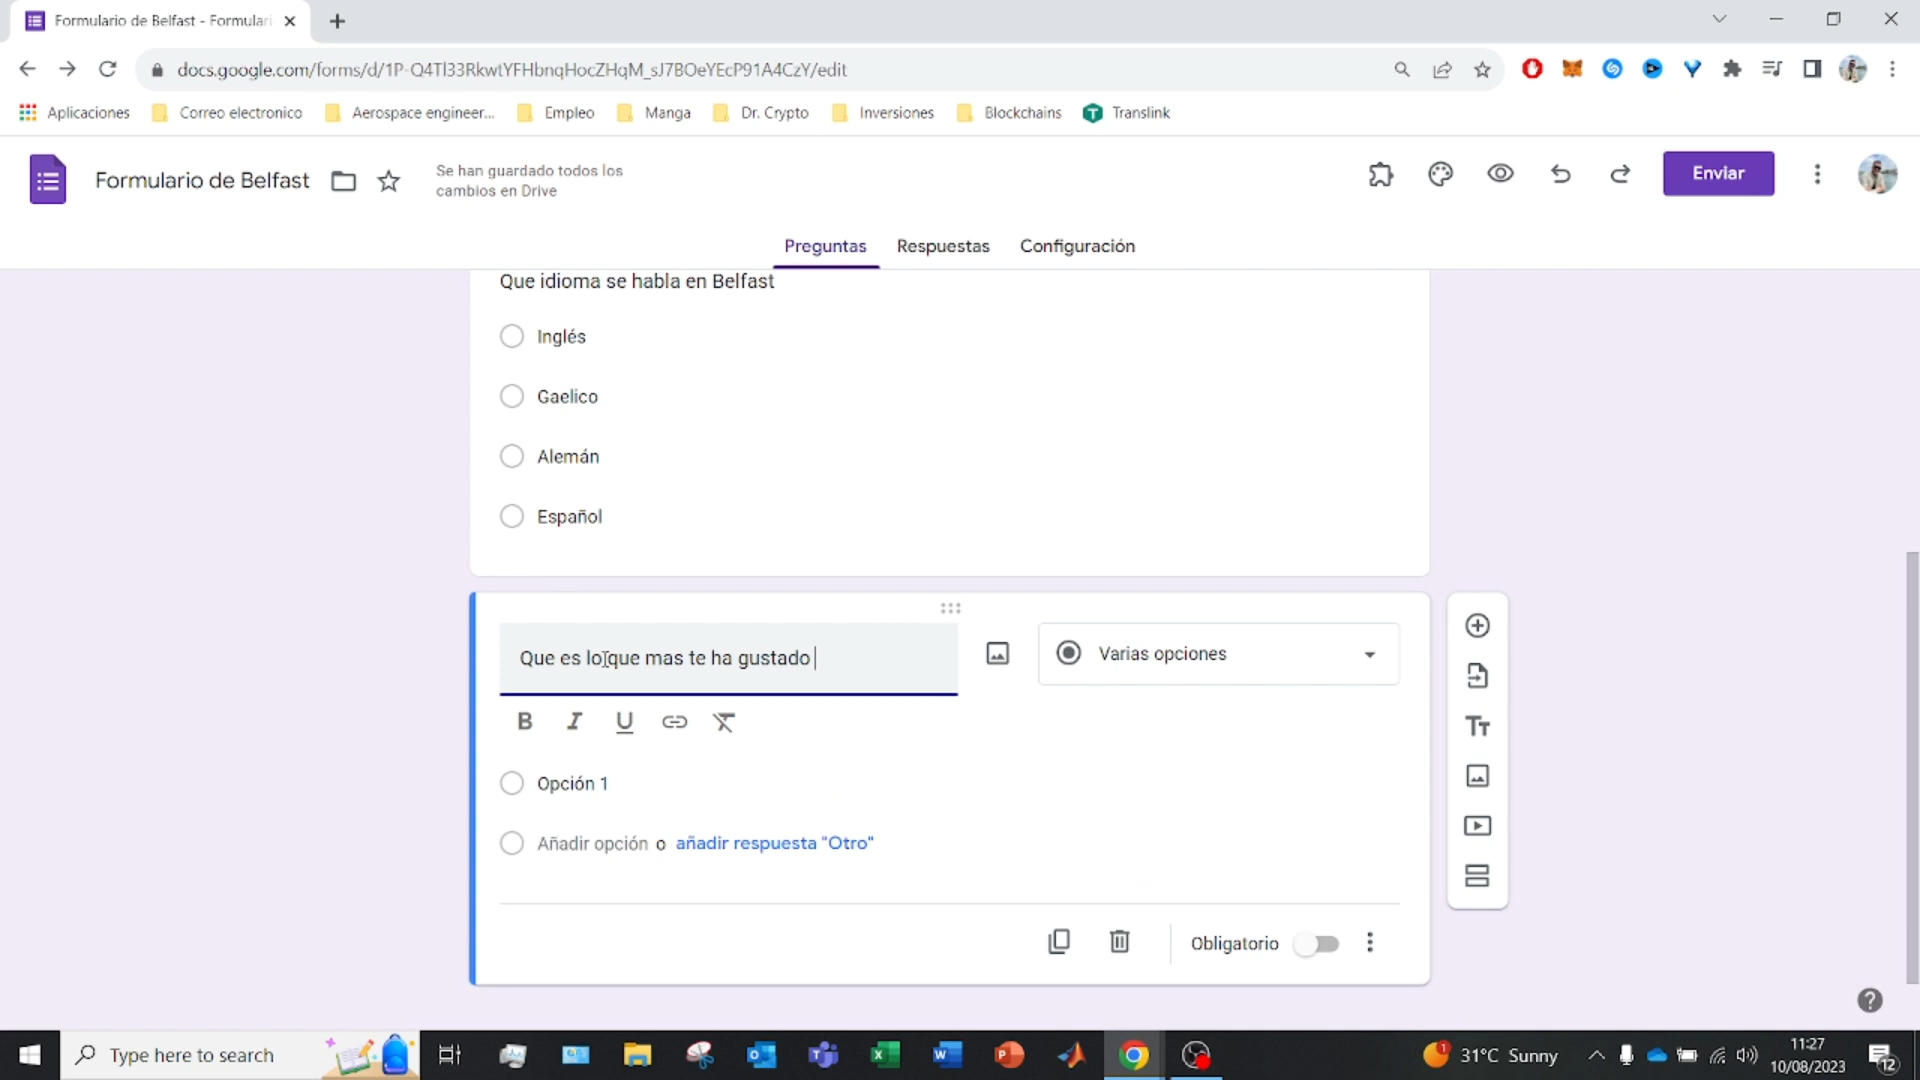 Formulario de Belfast - Formulari
docs.google.com/forms/d/1P-Q4Tl33RkwtYFHbnqHocZHqM_sJ7BOeYEcP91A4CzY/edit
Aplicaciones
Correo electronico
Aerospace engineer...
Empleo
Manga
Dr. Crypto
Inversiones
Blockchains
Translink
Formulario de Belfast
Se han guardado todos los
cambios en Drive
Enviar
Preguntas
Respuestas
Configuración
Que idioma se habla en Belfast
Inglés
Gaelico
Alemán
Español
Que es lo que mas te ha gustado
Varias opciones
B I U
Opción 1
Añadir opción o añadir respuesta "Otro"
Obligatorio
Type here to search
31°C Sunny
11:27
10/08/2023
12